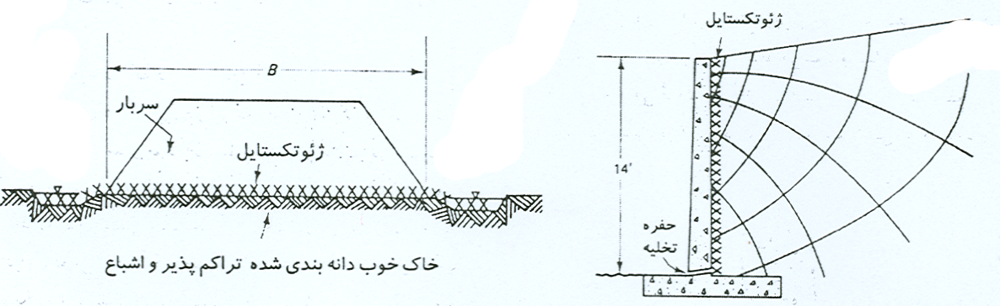 B
سربار
ژئوتکستایل
خاک خوب دانه بندی شده تراکم پذیر و اشباع
ژئوتکستایل
14'
حفره
تخلیه